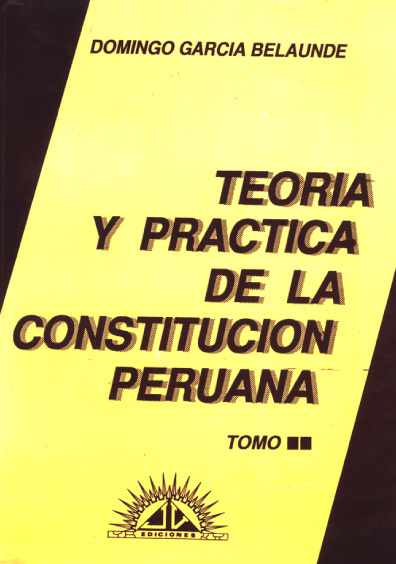 DOMINGO GARCIA BELAUNDE
TEORIA
Y PRACTICA
DE LA
CONSTITUCION
PERUANA
TOMO ■■
EDICIONES